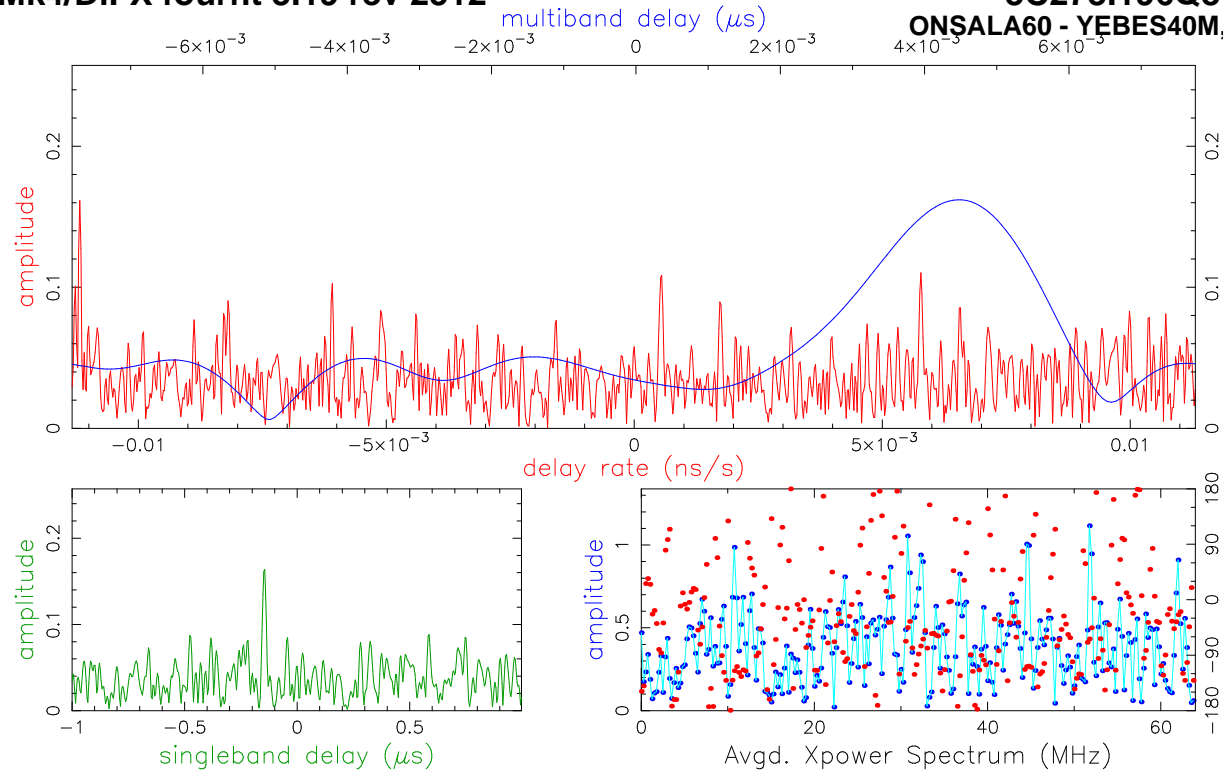 multiband delay (μs)
ONSALA60 - YEBES40M,
−6×10⁻³ −4×10⁻³ −2×10⁻³ 0 2×10⁻³ 4×10⁻³ 6×10⁻³
amplitude
0 0.1 0.2
0 0.1 0.2
−0.01 −5×10⁻³ 0 5×10⁻³ 0.01
delay rate (ns/s)
amplitude
0 0.1 0.2
−1 −0.5 0 0.5
singleband delay (μs)
amplitude
0 0.5 1
−180 −90 0 90 180
0 20 40 60
Avgd. Xpower Spectrum (MHz)